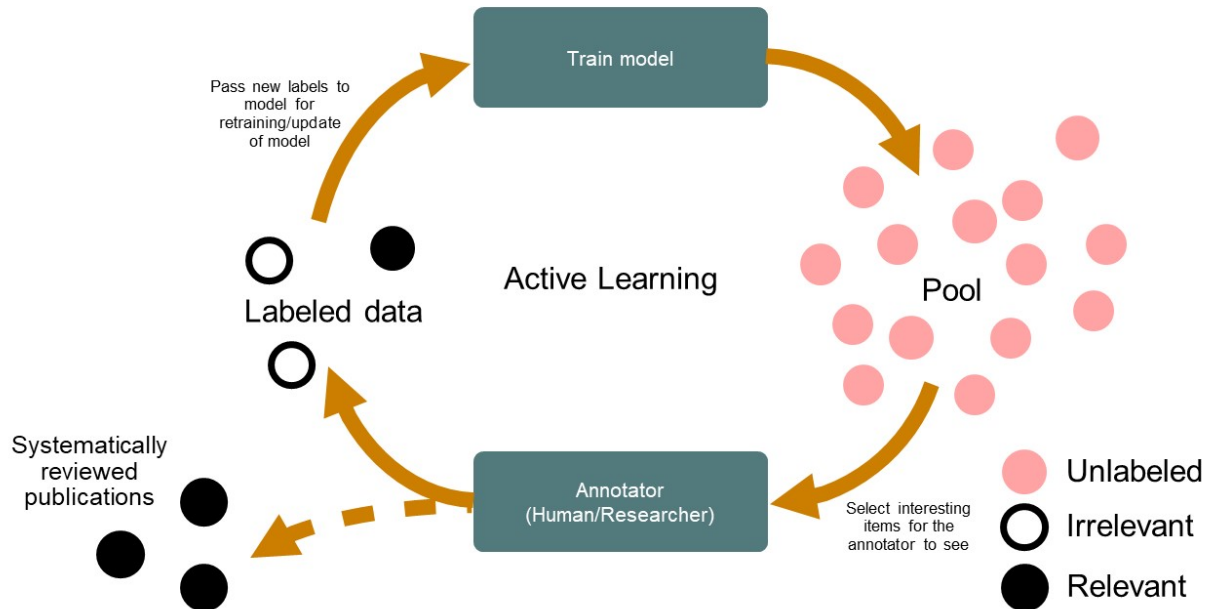 Train model
Pass new labels to
model for
retraining/update
of model
Active Learning
Labeled data
Pool
Systematically
reviewed
publications
Annotator
(Human/Researcher)
Select interesting
items for the
annotator to see
Unlabeled
Irrelevant
Relevant